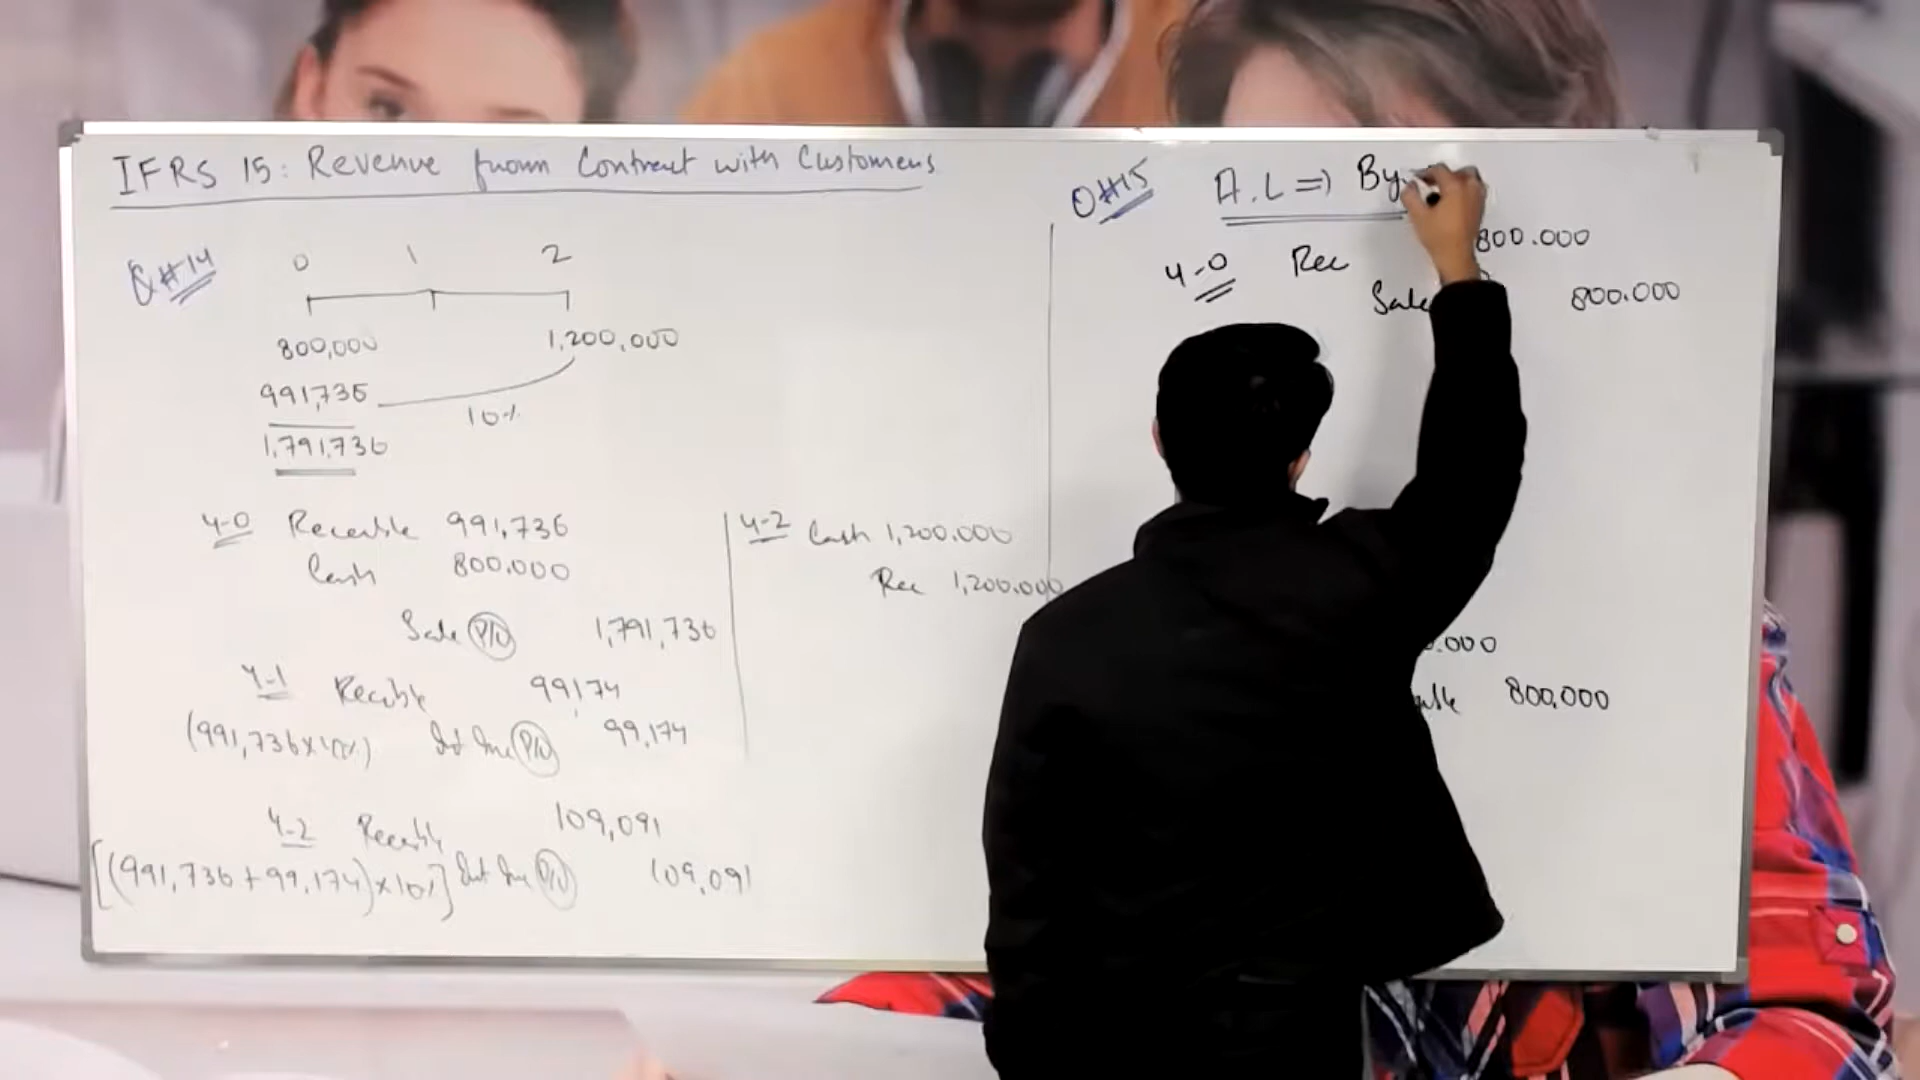 IFRS 15: Revenue from Contract with Customers
Q#14
0 1 2
800,000 1,200,000
991,736
10%
1,791,736
Y-0 Receivable 991,736
Cash 800.000
Sale P/L 1,791,736
Y-1 Receivable 99,174
(991,736x10%) Int Inc P/L 99,174
Y-2 Receivable 109,091
[(991,736+99,174)x10%] Int Inc P/L 109,091
Y-2 Cash 1,200.000
Rec 1,200.000
Q#15 A.L => By
Y-0 Rec 800.000
Sale 800.000
.000
800,000